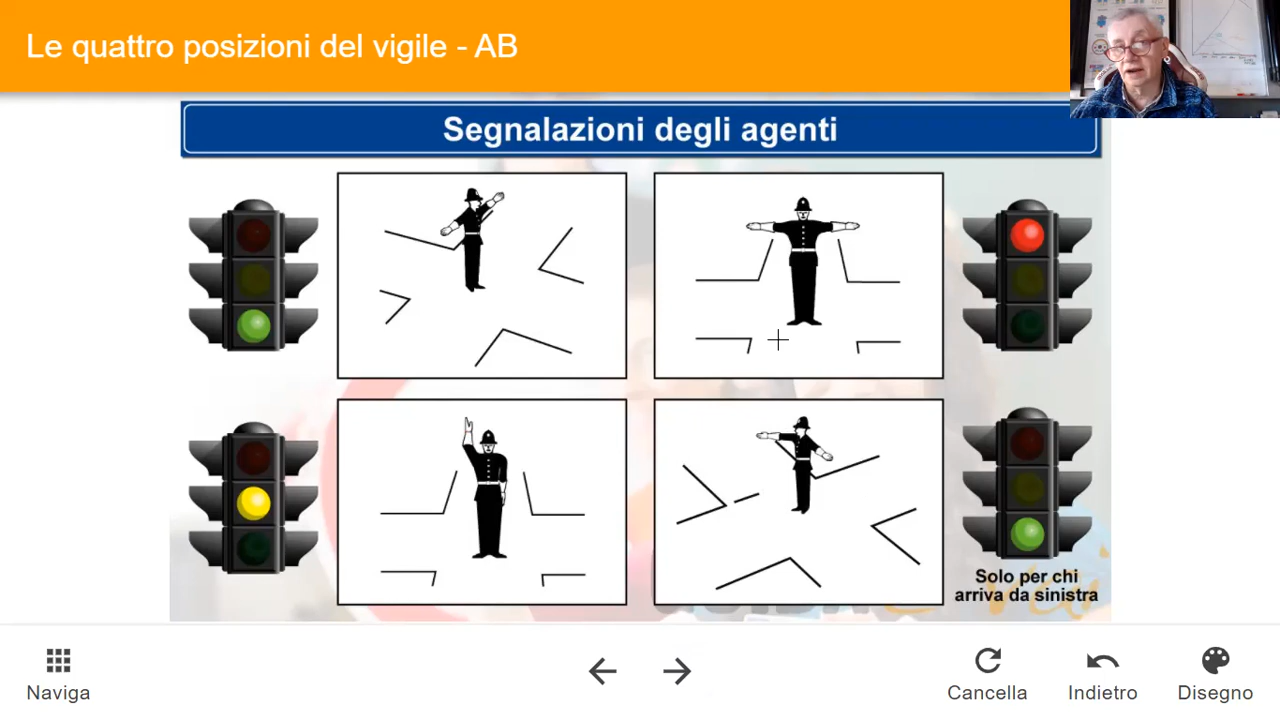 Le quattro posizioni del vigile - AB
Segnalazioni degli agenti
Solo per chi
arriva da sinistra
Naviga
Cancella
Indietro
Disegno